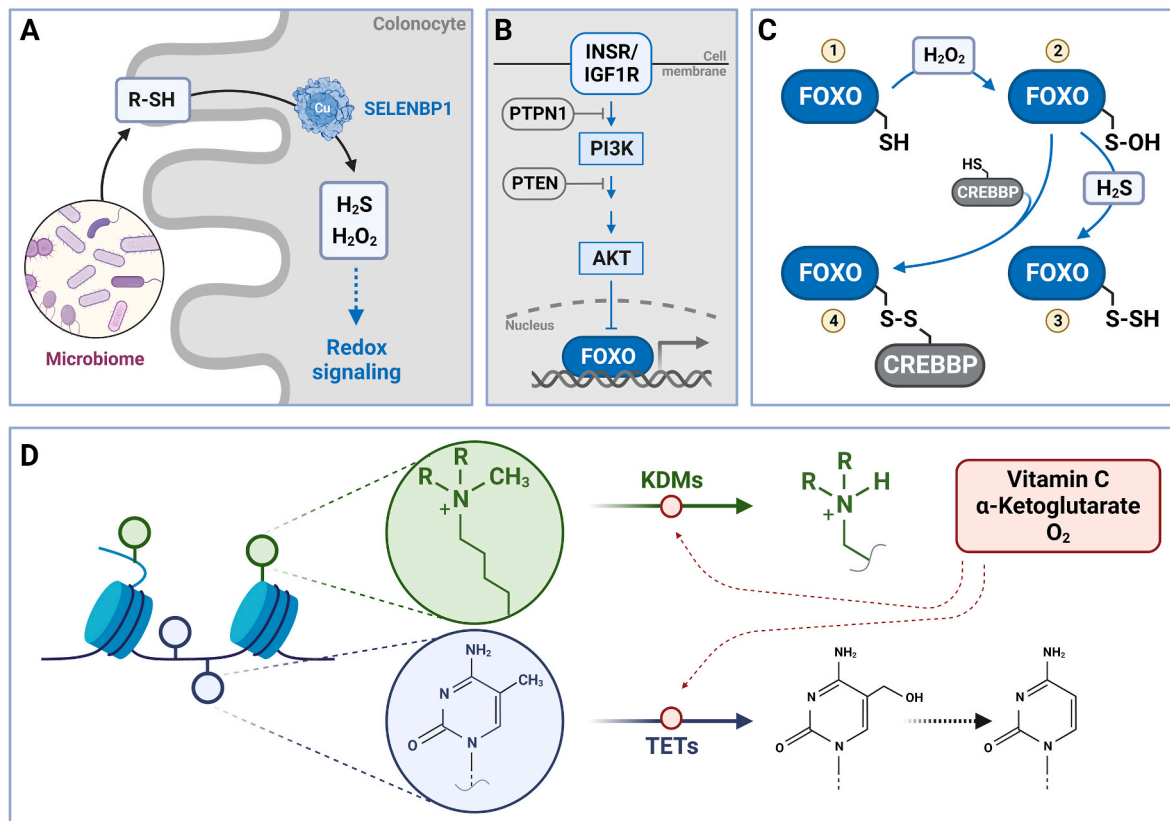 A
Colonocyte
R-SH
Cu
SELENBP1
H₂S
H₂O₂
Microbiome
Redox
signaling
B
INSR/
IGF1R
Cell
membrane
PTPN1
PI3K
PTEN
AKT
Nucleus
FOXO
C
1
H₂O₂
2
FOXO
FOXO
SH
S-OH
HS
CREBBP
H₂S
FOXO
FOXO
4
S-S
3
S-SH
CREBBP
D
R
R
N
+
CH₃
KDMs
R
R
N
H
+
Vitamin C
α-Ketoglutarate
O₂
NH₂
CH₃
N
N
O
TETs
NH₂
N
OH
O
N
NH₂
N
O
N